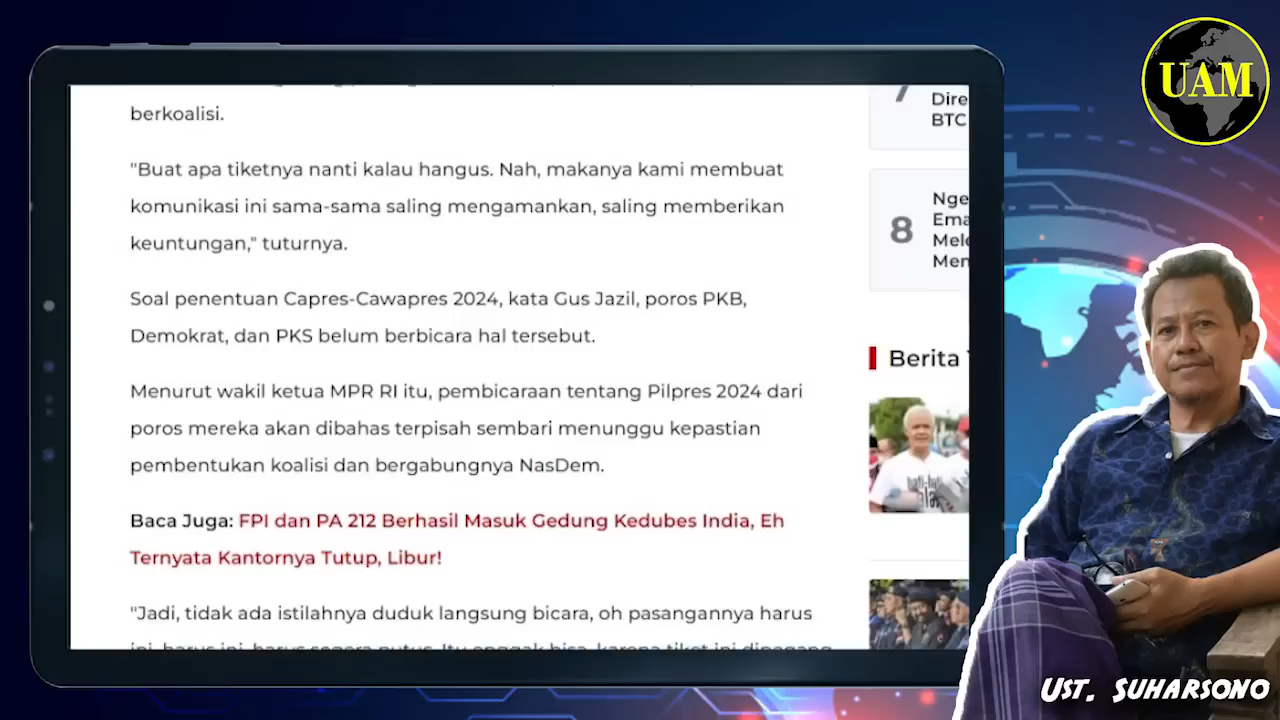 berkoalisi.
"Buat apa tiketnya nanti kalau hangus. Nah, makanya kami membuat
komunikasi ini sama-sama saling mengamankan, saling memberikan
keuntungan," tuturnya.
Soal penentuan Capres-Cawapres 2024, kata Gus Jazil, poros PKB,
Demokrat, dan PKS belum berbicara hal tersebut.
Menurut wakil ketua MPR RI itu, pembicaraan tentang Pilpres 2024 dari
poros mereka akan dibahas terpisah sembari menunggu kepastian
pembentukan koalisi dan bergabungnya NasDem.
Baca Juga: FPI dan PA 212 Berhasil Masuk Gedung Kedubes India, Eh
Ternyata Kantornya Tutup, Libur!
"Jadi, tidak ada istilahnya duduk langsung bicara, oh pasangannya harus
7
Dire
BTC
8
Nge
Ema
Mele
Men
Berita
UAM
UST. SUHARSONO